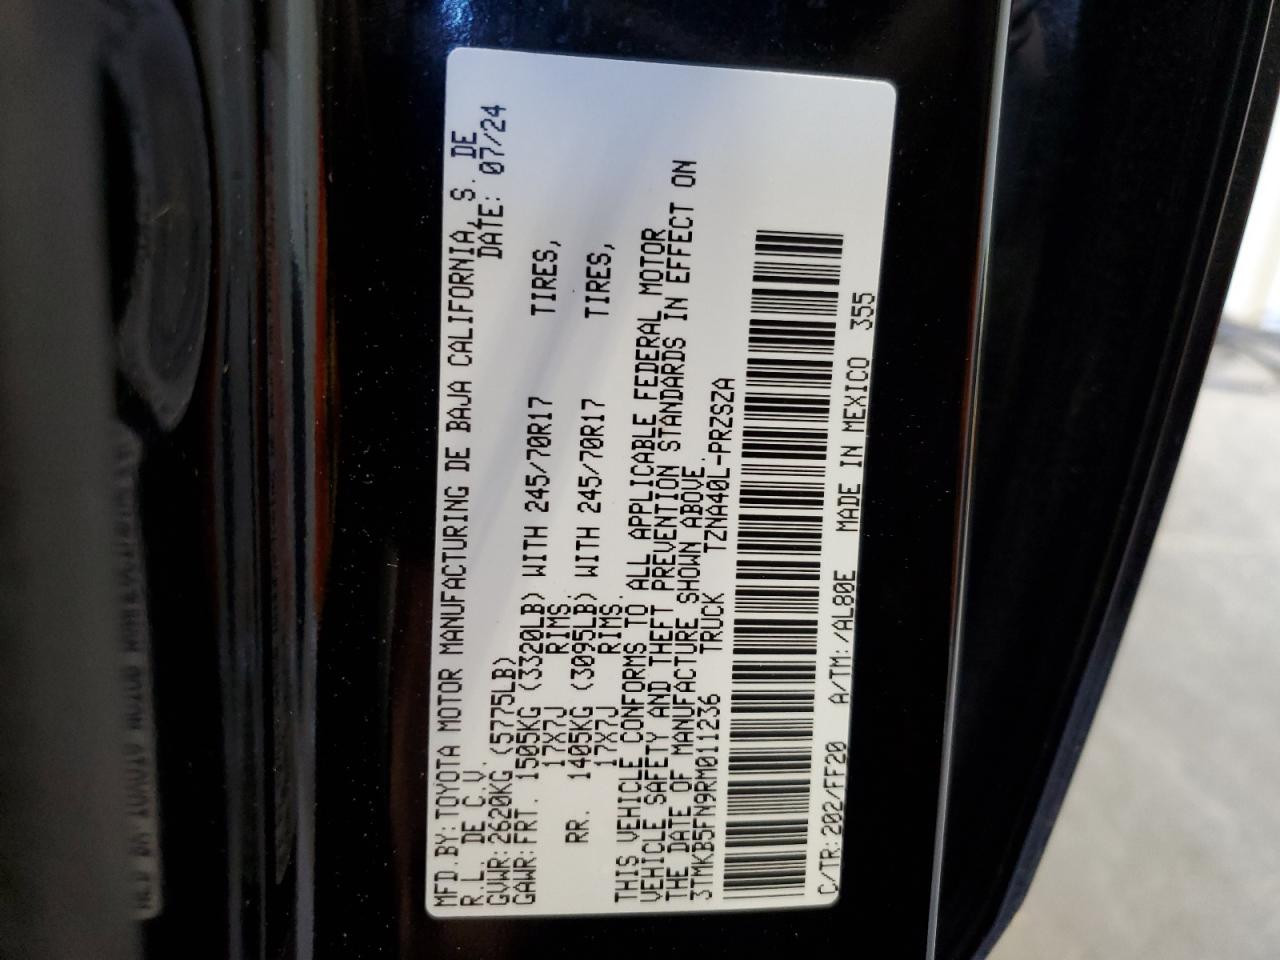 MFD.BY:TOYOTA MOTOR MANUFACTURING DE BAJA CALIFORNIA, S. DE
R.L. DE C.V. DATE: 07/24
GVWR:2620KG (5775LB)
GAWR:FRT. 1505KG (3320LB) WITH 245/70R17 TIRES,
17X7J RIMS.
RR. 1405KG (3095LB) WITH 245/70R17 TIRES,
17X7J RIMS.
THIS VEHICLE CONFORMS TO ALL APPLICABLE FEDERAL MOTOR
VEHICLE SAFETY AND THEFT PREVENTION STANDARDS IN EFFECT ON
THE DATE OF MANUFACTURE SHOWN ABOVE.
3TMKB5FN9RM011236 TRUCK TZNA40L-PRZSZA
C/TR:202/FF20 A/TM:/AL80E MADE IN MEXICO 355